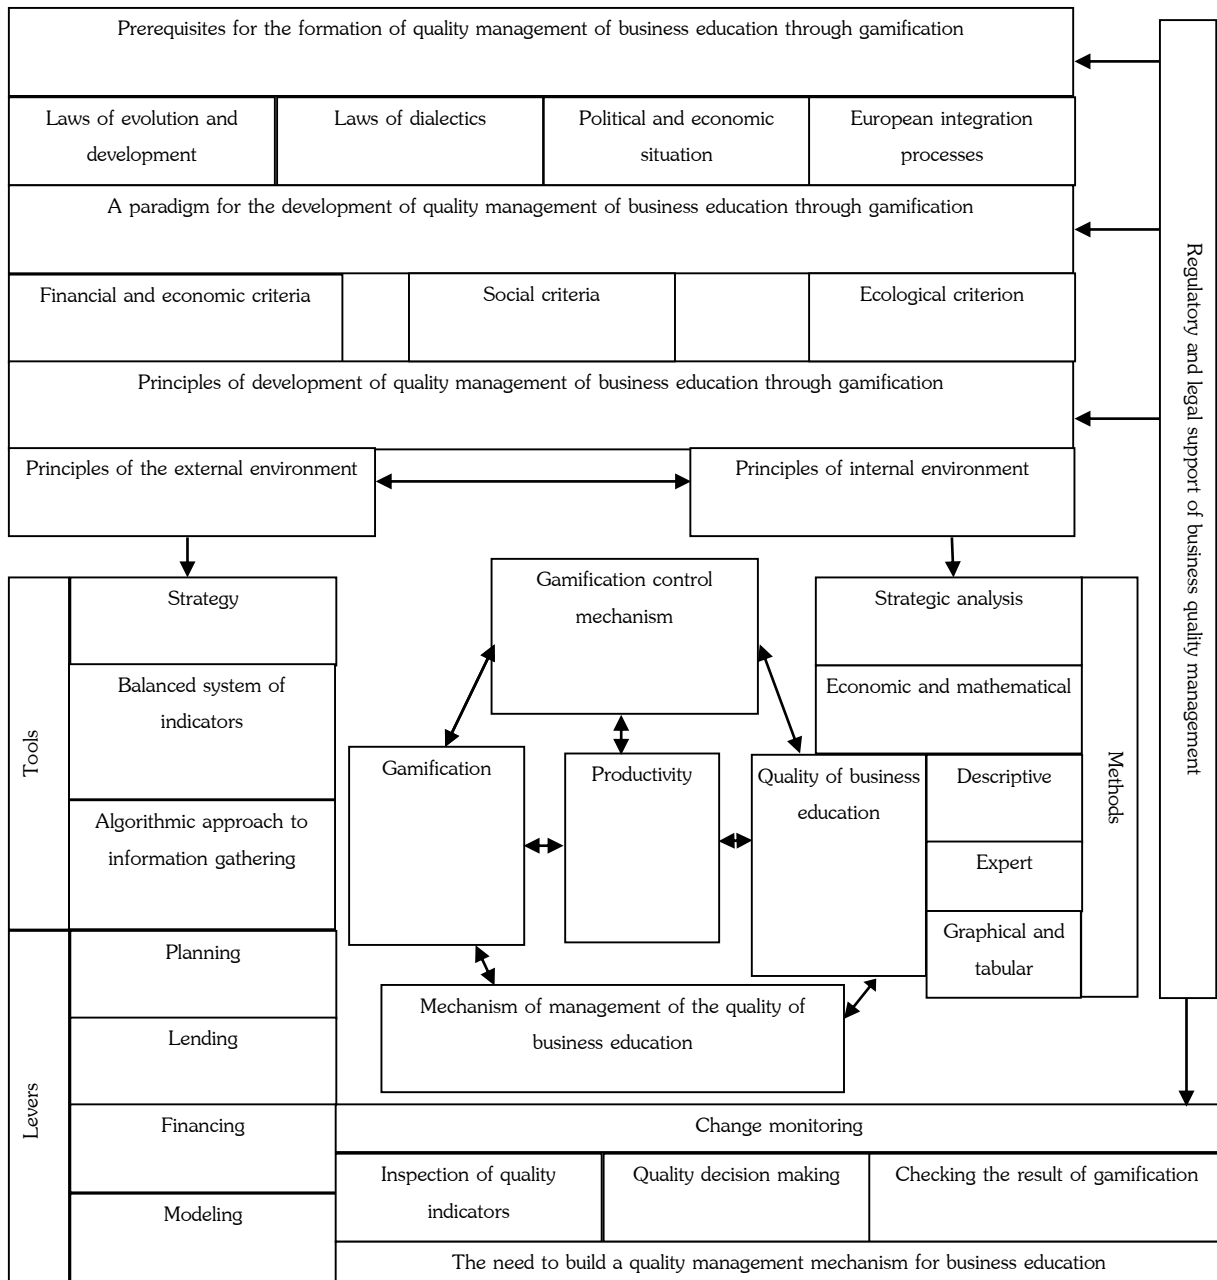 Prerequisites for the formation of quality management of business education through gamification
Laws of evolution and
development
Laws of dialectics
Political and economic
situation
European integration
processes
A paradigm for the development of quality management of business education through gamification
Financial and economic criteria
Social criteria
Ecological criterion
Principles of development of quality management of business education through gamification
Principles of the external environment
Principles of internal environment
Regulatory and legal support of business quality management
Tools
Strategy
Balanced system of
indicators
Algorithmic approach to
information gathering
Gamification control
mechanism
Gamification
Productivity
Quality of business
education
Strategic analysis
Economic and mathematical
Descriptive
Expert
Graphical and
tabular
Methods
Mechanism of management of the quality of
business education
Levers
Planning
Lending
Financing
Modeling
Change monitoring
Inspection of quality
indicators
Quality decision making
Checking the result of gamification
The need to build a quality management mechanism for business education